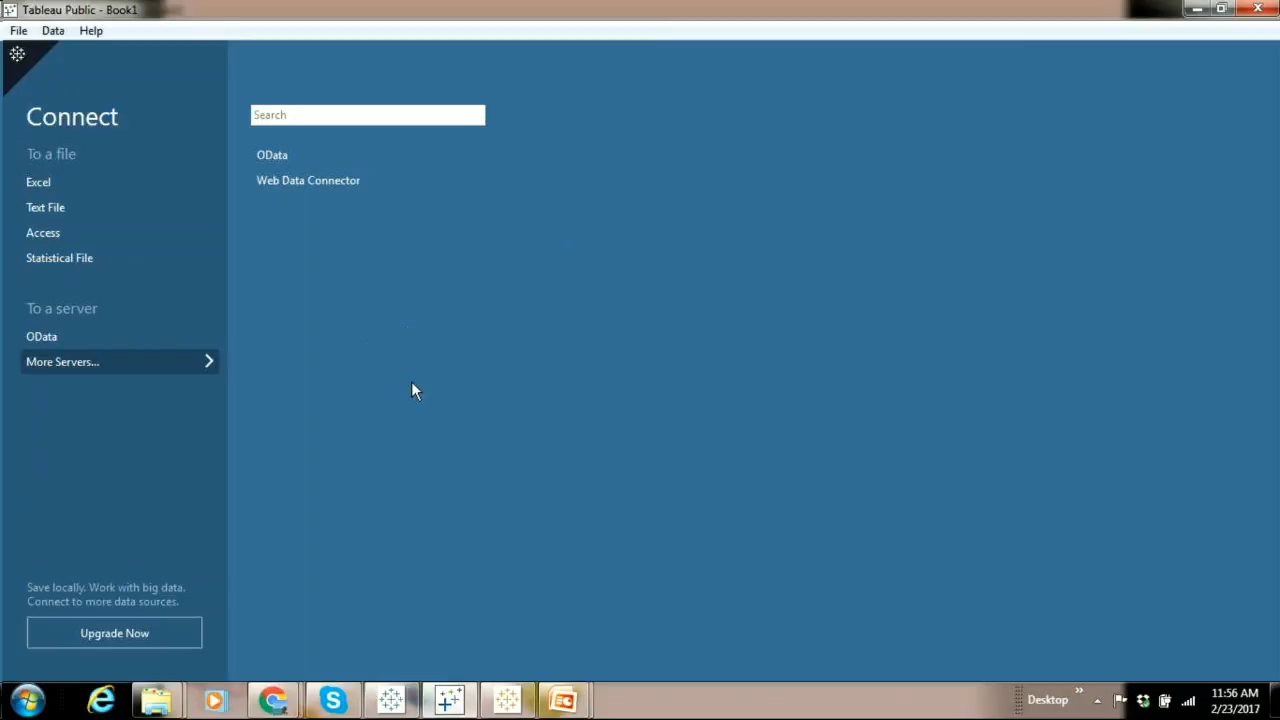 Tableau Public - Book1
File Data Help
Connect
To a file
Excel
Text File
Access
Statistical File
To a server
OData
More Servers...
Save locally. Work with big data.
Connect to more data sources.
Upgrade Now
Search
OData
Web Data Connector
Desktop
11:56 AM
2/23/2017